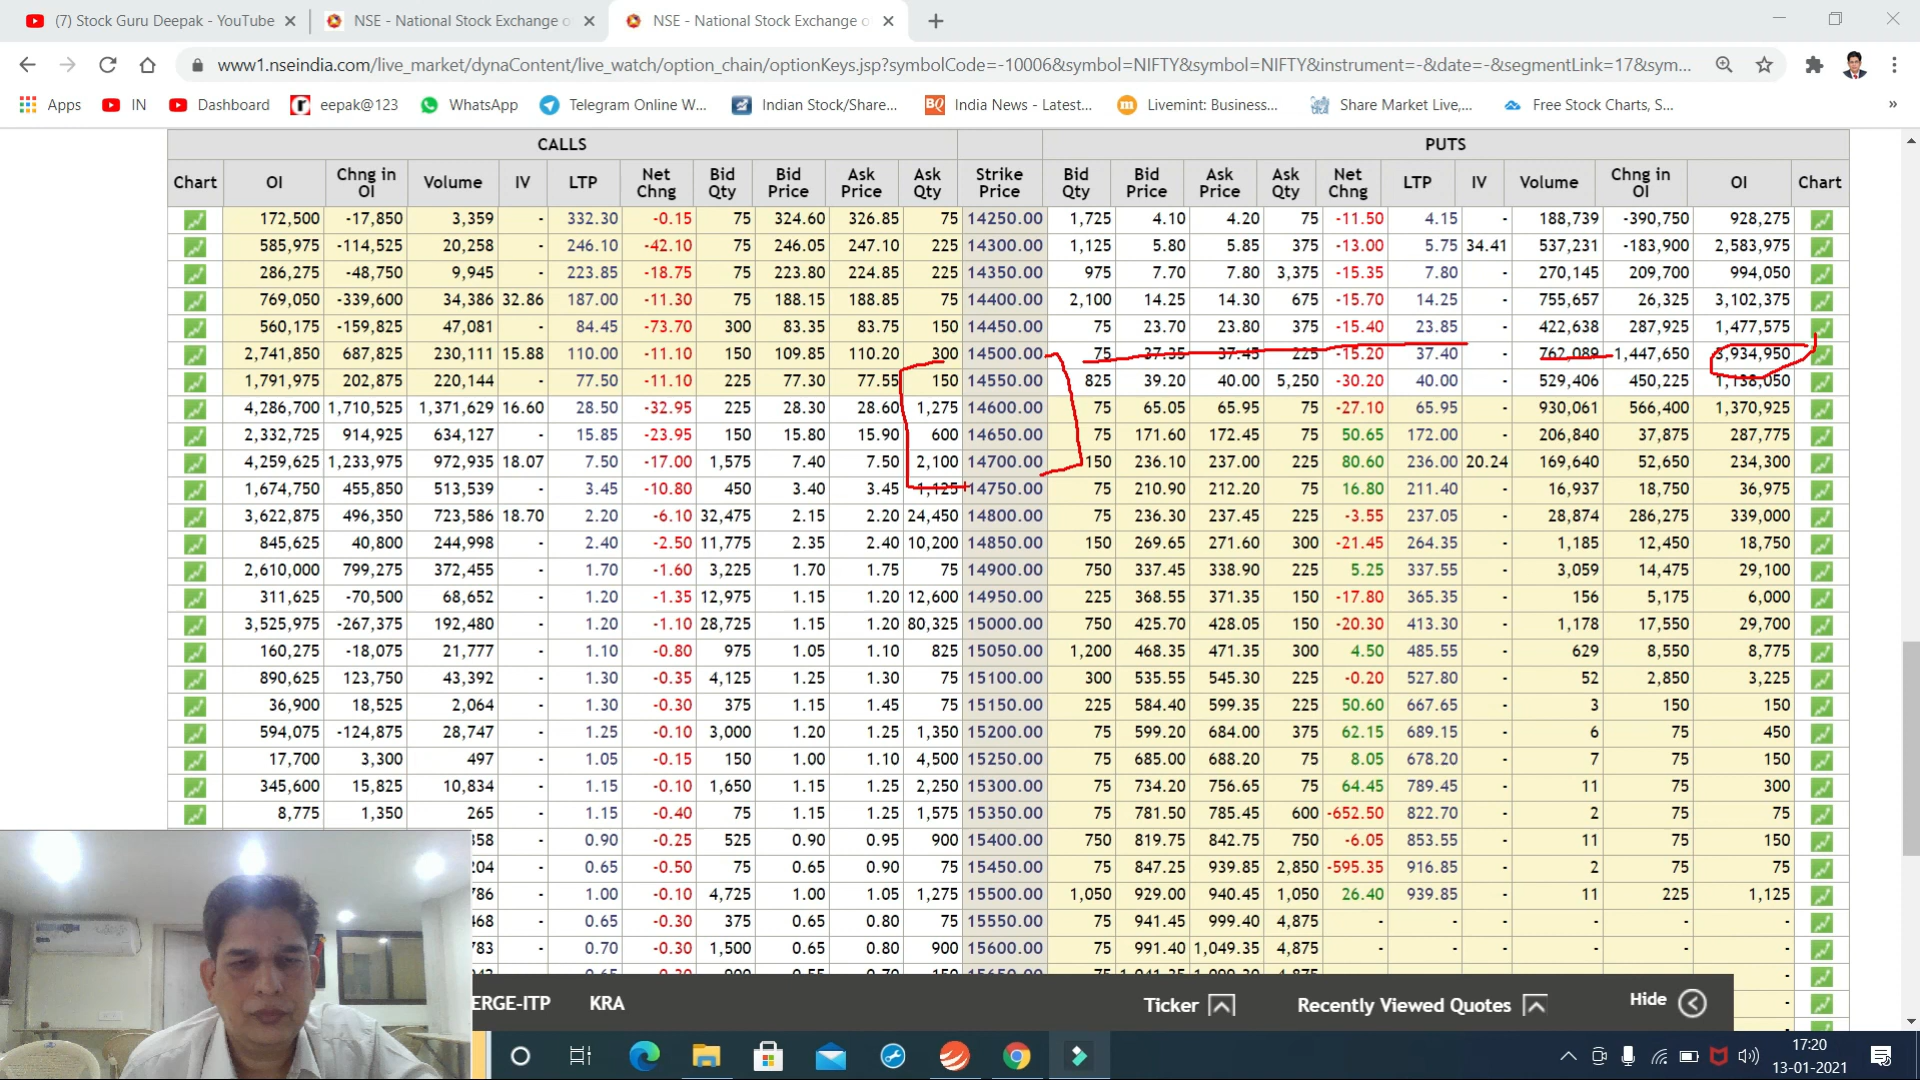 (7) Stock Guru Deepak - YouTube × NSE - National Stock Exchange o × NSE - National Stock Exchange o × +
www1.nseindia.com/live_market/dynaContent/live_watch/option_chain/optionKeys.jsp?symbolCode=-10006&symbol=NIFTY&symbol=NIFTY&instrument=-&date=-&segmentLink=17&sym...
Apps IN Dashboard eepak@123 WhatsApp Telegram Online W... Indian Stock/Share... BQ India News - Latest... m Livemint: Business... Share Market Live,... Free Stock Charts, S... »
CALLS PUTS
Chart OI Chng in OI Volume IV LTP Net Chng Bid Qty Bid Price Ask Price Ask Qty Strike Price Bid Qty Bid Price Ask Price Ask Qty Net Chng LTP IV Volume Chng in OI OI Chart
172,500 -17,850 3,359 - 332.30 -0.15 75 324.60 326.85 75 14250.00 1,725 4.10 4.20 75 -11.50 4.15 - 188,739 -390,750 928,275
585,975 -114,525 20,258 - 246.10 -42.10 75 246.05 247.10 225 14300.00 1,125 5.80 5.85 375 -13.00 5.75 34.41 537,231 -183,900 2,583,975
286,275 -48,750 9,945 - 223.85 -18.75 75 223.80 224.85 225 14350.00 975 7.70 7.80 3,375 -15.35 7.80 - 270,145 209,700 994,050
769,050 -339,600 34,386 32.86 187.00 -11.30 75 188.15 188.85 75 14400.00 2,100 14.25 14.30 675 -15.70 14.25 - 755,657 26,325 3,102,375
560,175 -159,825 47,081 - 84.45 -73.70 300 83.35 83.75 150 14450.00 75 23.70 23.80 375 -15.40 23.85 - 422,638 287,925 1,477,575
2,741,850 687,825 230,111 15.88 110.00 -11.10 150 109.85 110.20 300 14500.00 75 37.35 37.45 225 -15.20 37.40 - 762,089 1,447,650 3,934,950
1,791,975 202,875 220,144 - 77.50 -11.10 225 77.30 77.55 150 14550.00 825 39.20 40.00 5,250 -30.20 40.00 - 529,406 450,225 1,138,050
4,286,700 1,710,525 1,371,629 16.60 28.50 -32.95 225 28.30 28.60 1,275 14600.00 75 65.05 65.95 75 -27.10 65.95 - 930,061 566,400 1,370,925
2,332,725 914,925 634,127 - 15.85 -23.95 150 15.80 15.90 600 14650.00 75 171.60 172.45 75 50.65 172.00 - 206,840 37,875 287,775
4,259,625 1,233,975 972,935 18.07 7.50 -17.00 1,575 7.40 7.50 2,100 14700.00 150 236.10 237.00 225 80.60 236.00 20.24 169,640 52,650 234,300
1,674,750 455,850 513,539 - 3.45 -10.80 450 3.40 3.45 1,125 14750.00 75 210.90 212.20 75 16.80 211.40 - 16,937 18,750 36,975
3,622,875 496,350 723,586 18.70 2.20 -6.10 32,475 2.15 2.20 24,450 14800.00 75 236.30 237.45 225 -3.55 237.05 - 28,874 286,275 339,000
845,625 40,800 244,998 - 2.40 -2.50 11,775 2.35 2.40 10,200 14850.00 150 269.65 271.60 300 -21.45 264.35 - 1,185 12,450 18,750
2,610,000 799,275 372,455 - 1.70 -1.60 3,225 1.70 1.75 75 14900.00 750 337.45 338.90 225 5.25 337.55 - 3,059 14,475 29,100
311,625 -70,500 68,652 - 1.20 -1.35 12,975 1.15 1.20 12,600 14950.00 225 368.55 371.35 150 -17.80 365.35 - 156 5,175 6,000
3,525,975 -267,375 192,480 - 1.20 -1.10 28,725 1.15 1.20 80,325 15000.00 750 425.70 428.05 150 -20.30 413.30 - 1,178 17,550 29,700
160,275 -18,075 21,777 - 1.10 -0.80 975 1.05 1.10 825 15050.00 1,200 468.35 471.35 300 4.50 485.55 - 629 8,550 8,775
890,625 123,750 43,392 - 1.30 -0.35 4,125 1.25 1.30 75 15100.00 300 535.55 545.30 225 -0.20 527.80 - 52 2,850 3,225
36,900 18,525 2,064 - 1.30 -0.30 375 1.15 1.45 75 15150.00 225 584.40 599.35 225 50.60 667.65 - 3 150 150
594,075 -124,875 28,747 - 1.25 -0.10 3,000 1.20 1.25 1,350 15200.00 75 599.20 684.00 375 62.15 689.15 - 6 75 450
17,700 3,300 497 - 1.05 -0.15 150 1.00 1.10 4,500 15250.00 75 685.00 688.20 75 8.05 678.20 - 7 75 150
345,600 15,825 10,834 - 1.15 -0.10 1,650 1.15 1.25 2,250 15300.00 75 734.20 756.65 75 64.45 789.45 - 11 75 300
8,775 1,350 265 - 1.15 -0.40 75 1.15 1.25 1,575 15350.00 75 781.50 785.45 600 -652.50 822.70 - 2 75 75
358 - 0.90 -0.25 525 0.90 0.95 900 15400.00 750 819.75 842.75 750 -6.05 853.55 - 11 75 150
204 - 0.65 -0.50 75 0.65 0.90 75 15450.00 75 847.25 939.85 2,850 -595.35 916.85 - 2 75 75
786 - 1.00 -0.10 4,725 1.00 1.05 1,275 15500.00 1,050 929.00 940.45 1,050 26.40 939.85 - 11 225 1,125
468 - 0.65 -0.30 375 0.65 0.80 75 15550.00 75 941.45 999.40 4,875 - - - - - -
783 - 0.70 -0.30 1,500 0.65 0.80 900 15600.00 75 991.40 1,049.35 4,875 - - - - - -
ERGE-ITP KRA Ticker Recently Viewed Quotes Hide
17:20
13-01-2021